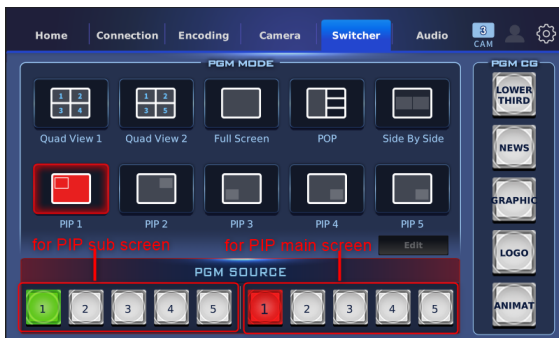 Home Connection Encoding Camera Switcher Audio 3 CAM
PGM MODE
PGM CG
1 2 3 4
1 2 3 5
Quad View 1 Quad View 2 Full Screen POP Side By Side
LOWER THIRD
NEWS
GRAPHIC
PIP 1 PIP 2 PIP 3 PIP 4 PIP 5
for PIP sub screen for PIP main screen Edit
LOGO
PGM SOURCE
1 2 3 4 5 1 2 3 4 5
ANIMAT